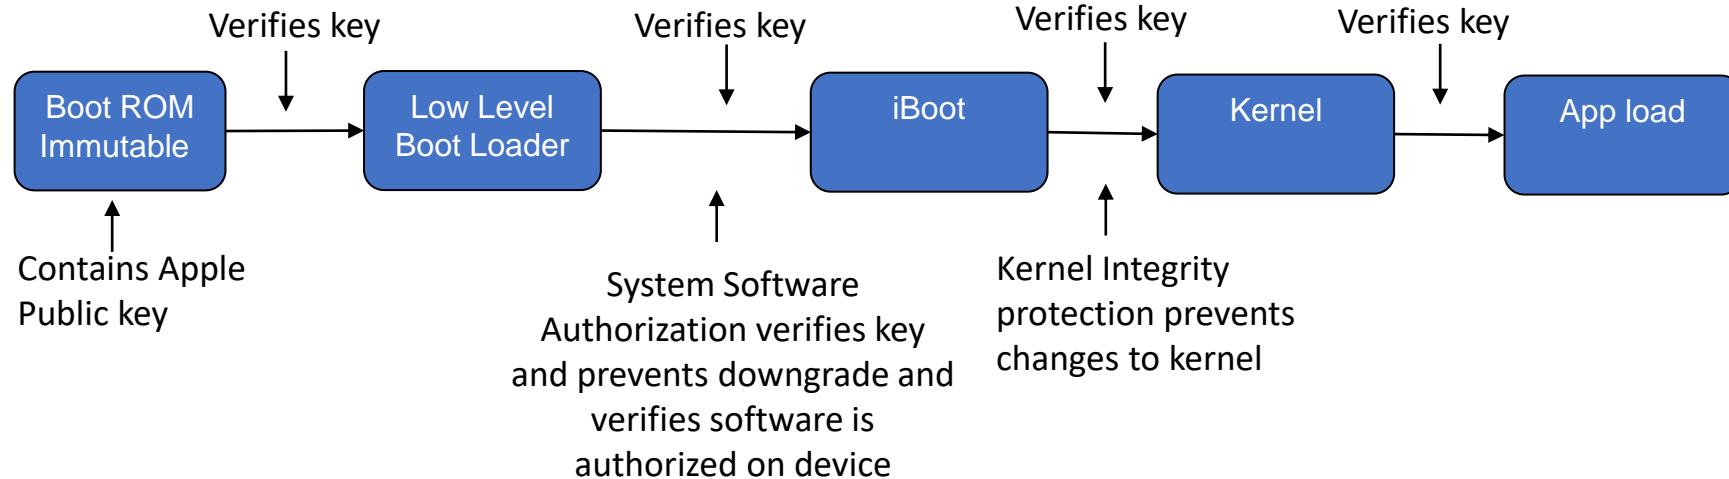 Verifies key
Verifies key
Verifies key
Verifies key
Boot ROM
Immutable
Low Level
Boot Loader
iBoot
Kernel
App load
Contains Apple
Public key
System Software
Authorization verifies key
and prevents downgrade and
verifies software is
authorized on device
Kernel Integrity
protection prevents
changes to kernel